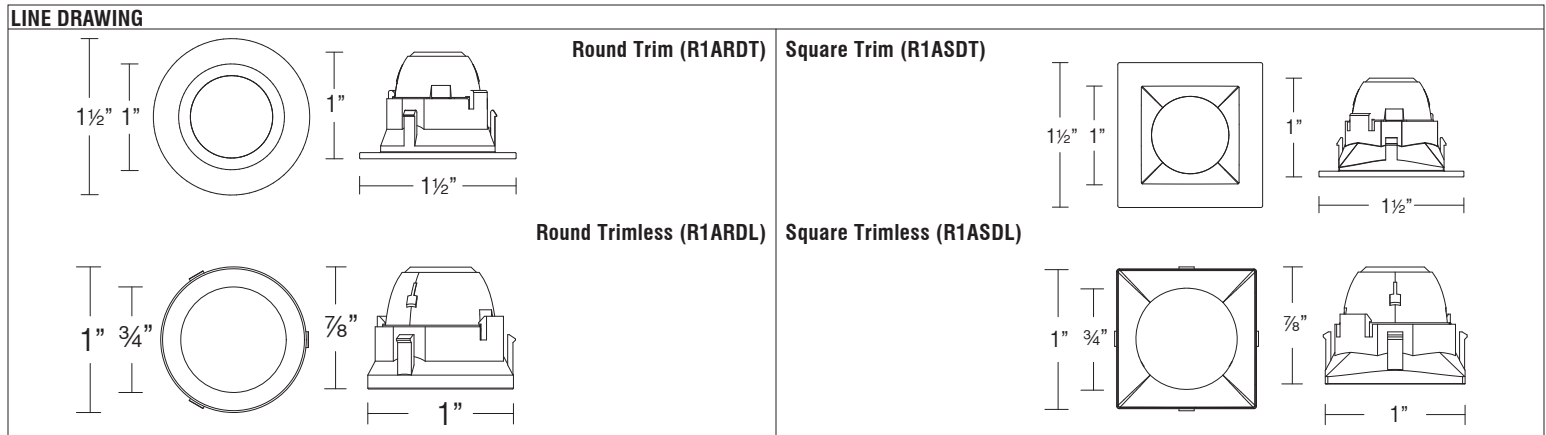 LINE DRAWING
Round Trim (R1ARDT)
1½” 1” 1”
1½”
Square Trim (R1ASDT)
1½” 1” 1”
1½”
Round Trimless (R1ARDL)
1” ¾” ⅞”
1”
Square Trimless (R1ASDL)
1” ¾” ⅞”
1”